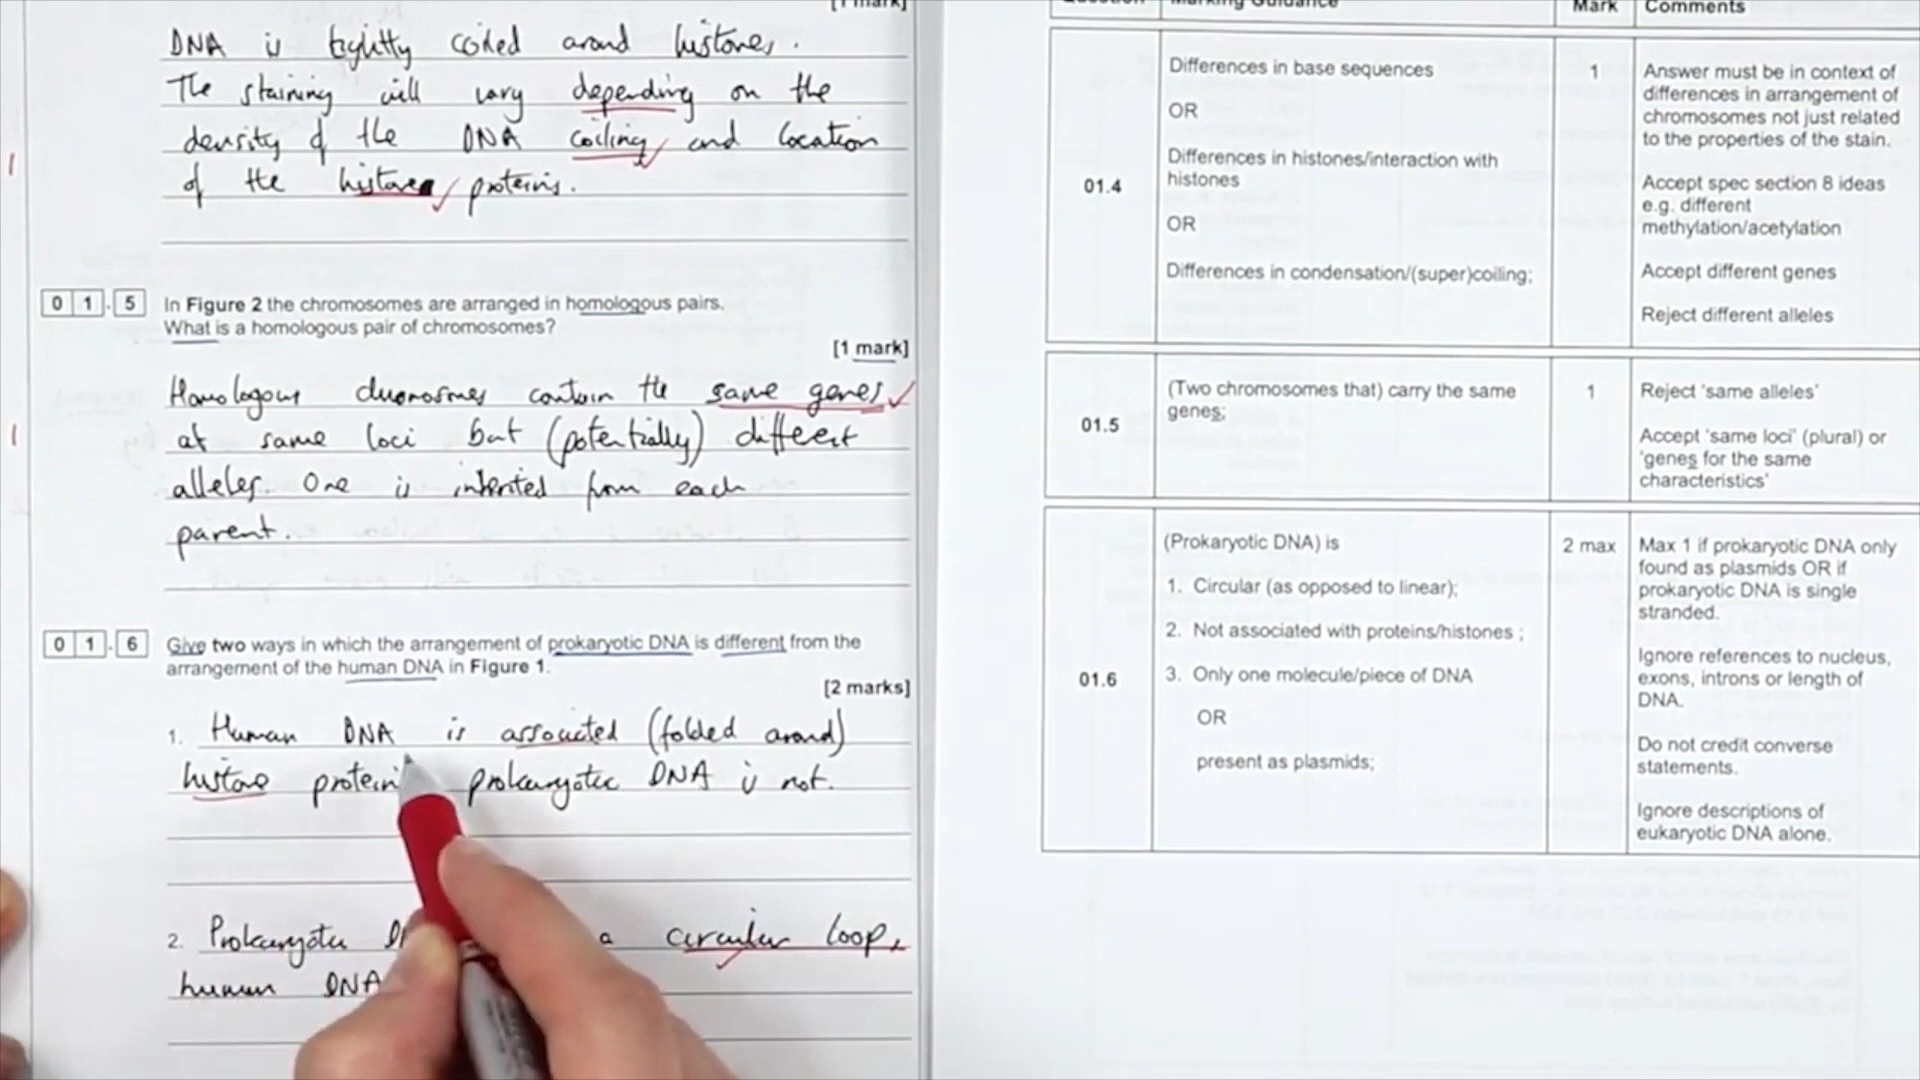 [1 mark]
DNA is tightly coiled around histones.
The staining will vary depending on the
density of the DNA coiling and location
of the histone proteins.
1
0 1 . 5 In Figure 2 the chromosomes are arranged in homologous pairs.
What is a homologous pair of chromosomes?
[1 mark]
Homologous chromosomes contain the same genes
at same loci but (potentially) different
alleles. One is inherited from each
parent.
1
0 1 . 6 Give two ways in which the arrangement of prokaryotic DNA is different from the
arrangement of the human DNA in Figure 1.
[2 marks]
1. Human DNA is associated (folded around)
histone protein prokaryotic DNA is not.
2. Prokaryotic a circular loop,
human DNA
Question Marking Guidance Mark Comments
01.4
Differences in base sequences
OR
Differences in histones/interaction with
histones
OR
Differences in condensation/(super)coiling;
1
Answer must be in context of
differences in arrangement of
chromosomes not just related
to the properties of the stain.
Accept spec section 8 ideas
e.g. different
methylation/acetylation
Accept different genes
Reject different alleles
01.5
(Two chromosomes that) carry the same
genes;
1
Reject 'same alleles'
Accept 'same loci' (plural) or
'genes for the same
characteristics'
01.6
(Prokaryotic DNA) is
1. Circular (as opposed to linear);
2. Not associated with proteins/histones ;
3. Only one molecule/piece of DNA
OR
present as plasmids;
2 max
Max 1 if prokaryotic DNA only
found as plasmids OR if
prokaryotic DNA is single
stranded.
Ignore references to nucleus,
exons, introns or length of
DNA.
Do not credit converse
statements.
Ignore descriptions of
eukaryotic DNA alone.